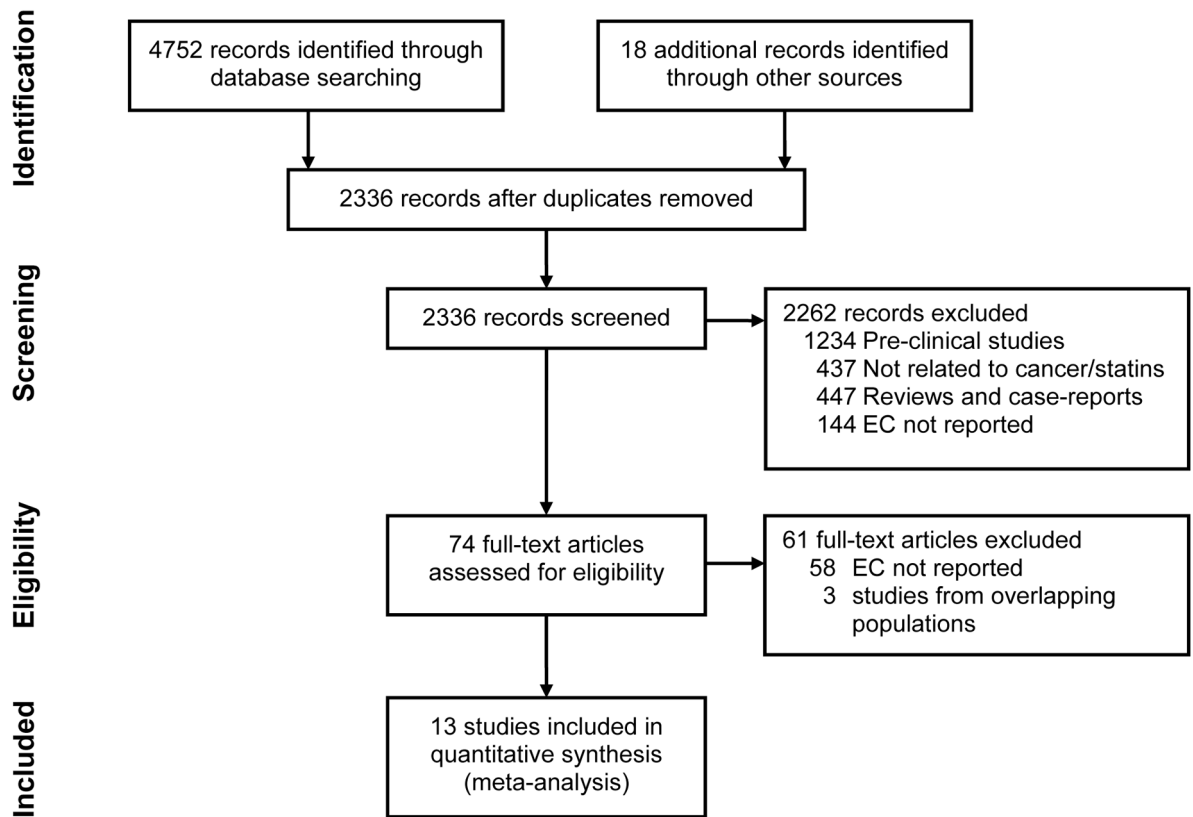 Identification
4752 records identified through
database searching
18 additional records identified
through other sources
2336 records after duplicates removed
Screening
2336 records screened
2262 records excluded
1234 Pre-clinical studies
437 Not related to cancer/statins
447 Reviews and case-reports
144 EC not reported
Eligibility
74 full-text articles
assessed for eligibility
61 full-text articles excluded
58 EC not reported
3 studies from overlapping
populations
Included
13 studies included in
quantitative synthesis
(meta-analysis)